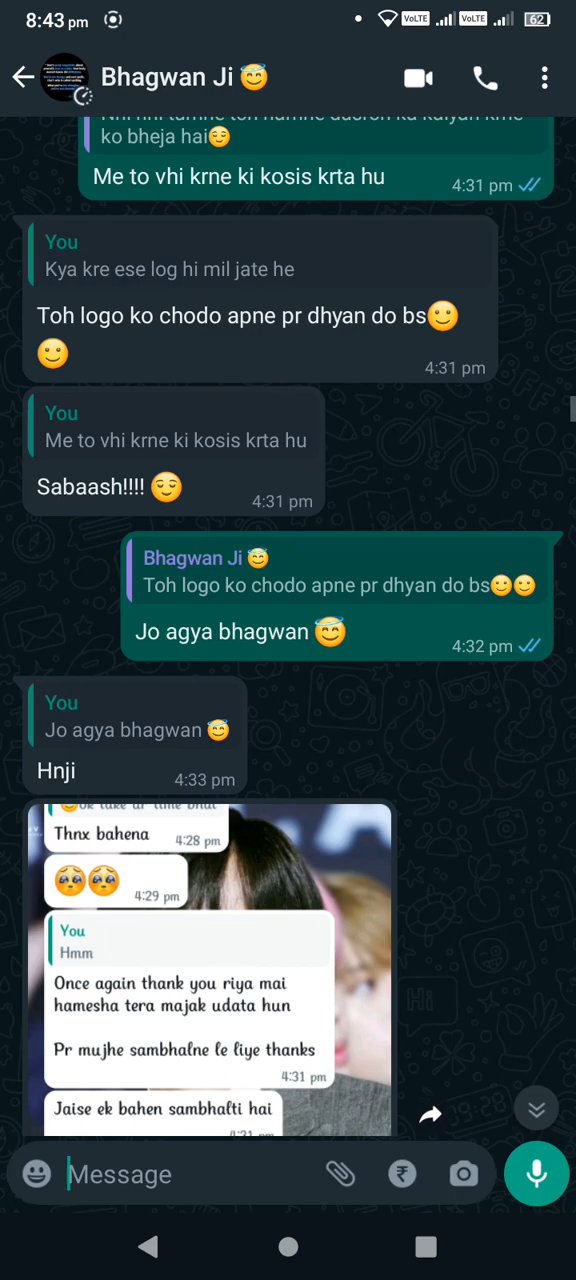 8:43 pm
VoLTE
VoLTE
62
Bhagwan Ji 😇
ko bheja hai😌
Me to vhi krne ki kosis krta hu
4:31 pm
You
Kya kre ese log hi mil jate he
Toh logo ko chodo apne pr dhyan do bs🙂
🙂
4:31 pm
You
Me to vhi krne ki kosis krta hu
Sabaash!!!! 😌
4:31 pm
Bhagwan Ji 😇
Toh logo ko chodo apne pr dhyan do bs🙂🙂
Jo agya bhagwan 😇
4:32 pm
You
Jo agya bhagwan 😇
Hnji
4:33 pm
Thnx bahena
4:28 pm
🥺🥺
4:29 pm
You
Hmm
Once again thank you riya mai
hamesha tera majak udata hun
Pr mujhe sambhalne le liye thanks
4:31 pm
Jaise ek bahen sambhalti hai
Message